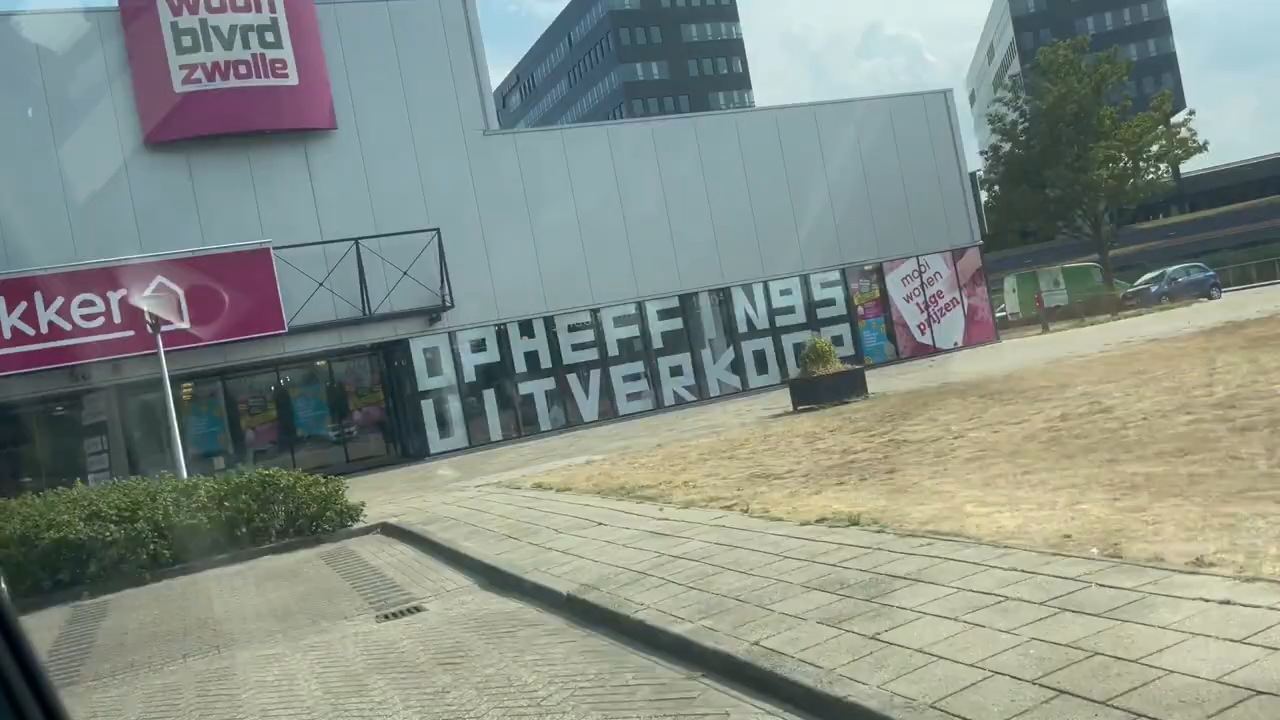 woon
blvrd
zwolle
kker
OPHEFFINGS
UITVERKOOP
mooi
wonen
lage
prijzen